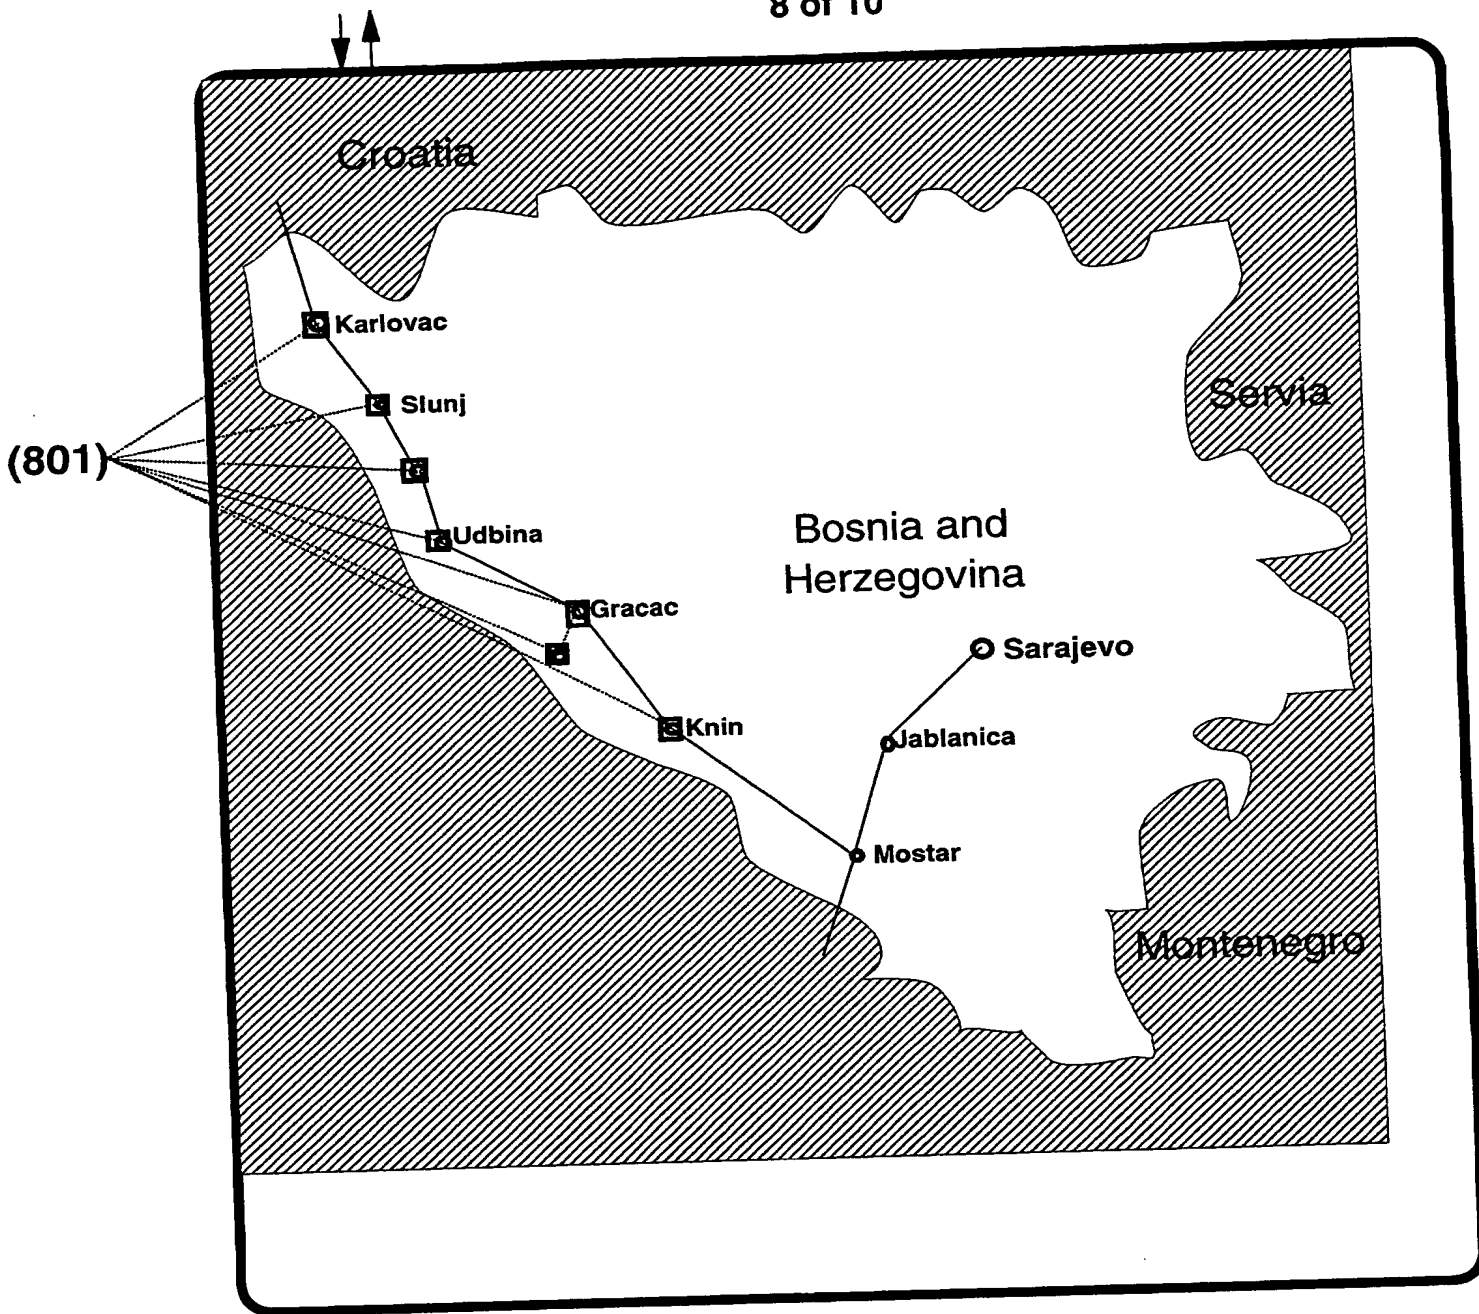 8 of 10
Croatia
Karlovac
Slunj
Servia
(801)
Udbina
Bosnia and
Herzegovina
Gracac
Sarajevo
Knin
Jablanica
Mostar
Montenegro